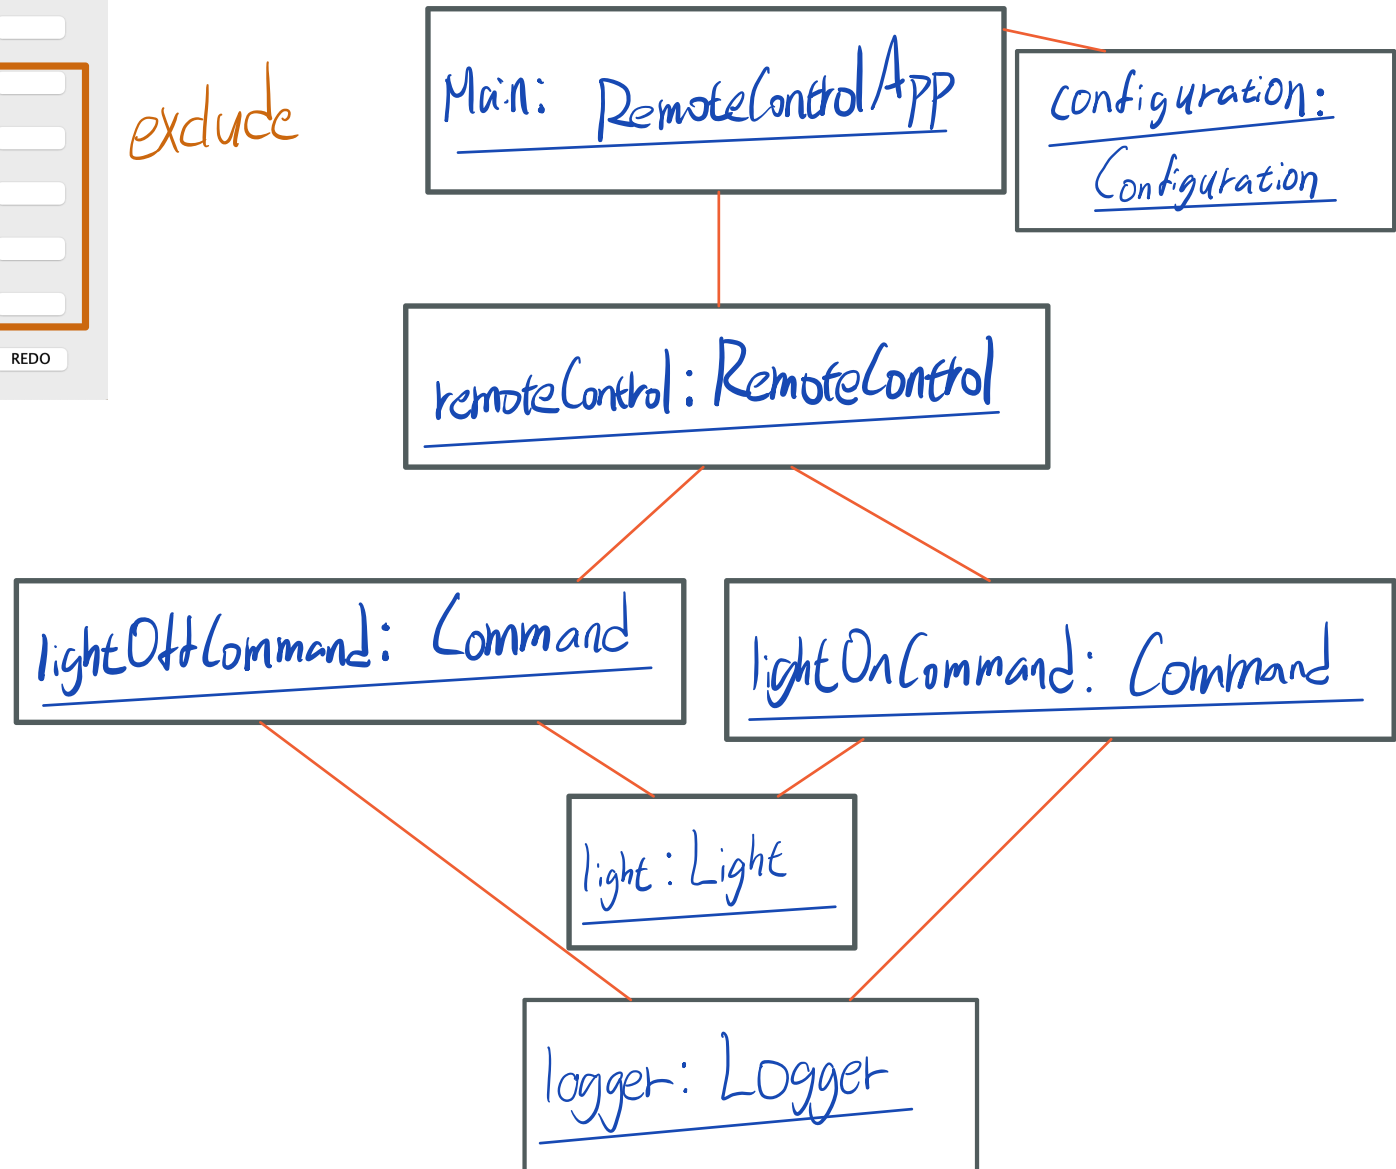 exclude
REDO
Main: RemoteControlApp
configuration:
Configuration
remoteControl: RemoteControl
lightOffCommand: Command
lightOnCommand: Command
light: Light
logger: Logger